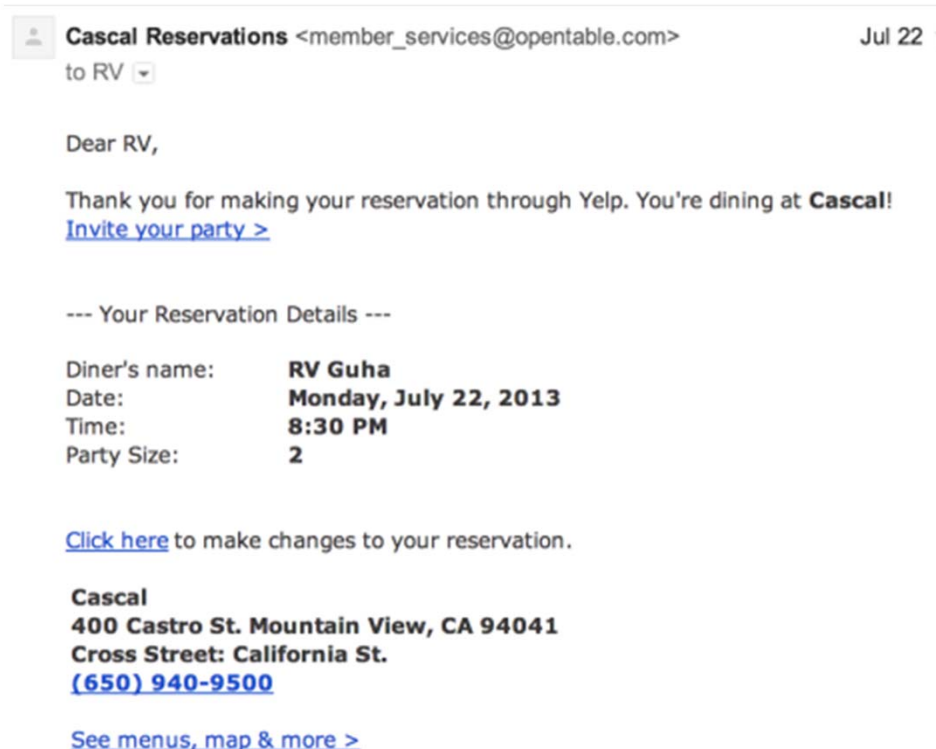 Cascal Reservations <member_services@opentable.com> Jul 22
to RV
Dear RV,
Thank you for making your reservation through Yelp. You're dining at Cascal!
Invite your party >
--- Your Reservation Details ---
Diner's name: RV Guha
Date: Monday, July 22, 2013
Time: 8:30 PM
Party Size: 2
Click here to make changes to your reservation.
Cascal
400 Castro St. Mountain View, CA 94041
Cross Street: California St.
(650) 940-9500
See menus, map & more >